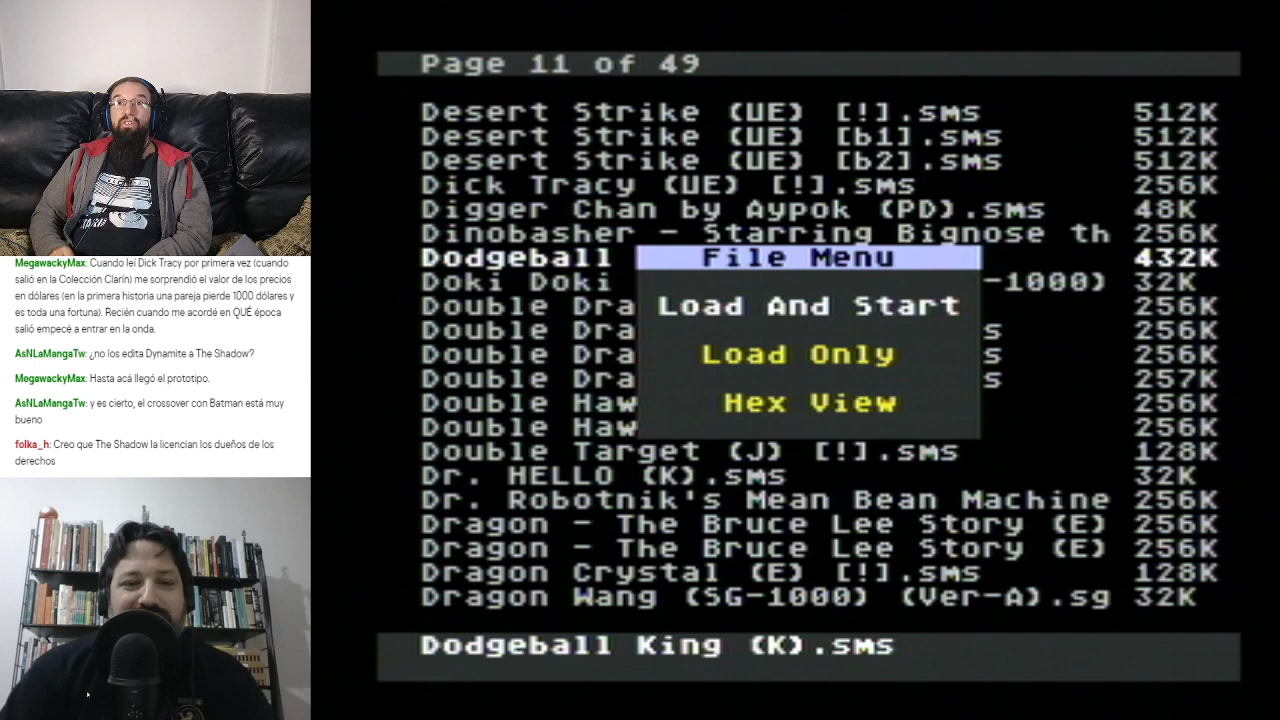 MegawackyMax: Cuando leí Dick Tracy por primera vez (cuando
salió en la Colección Clarín) me sorprendió el valor de los precios
en dólares (en la primera historia una pareja pierde 1000 dólares y
es toda una fortuna). Recién cuando me acordé en QUÉ época
salió empecé a entrar en la onda.
AsNLaMangaTw: ¿no los edita Dynamite a The Shadow?
MegawackyMax: Hasta acá llegó el prototipo.
AsNLaMangaTw: y es cierto, el crossover con Batman está muy
bueno
folka_h: Creo que The Shadow la licencian los dueños de los
derechos
Page 11 of 49
Desert Strike (UE) [!].sms 512K
Desert Strike (UE) [b1].sms 512K
Desert Strike (UE) [b2].sms 512K
Dick Tracy (UE) [!].sms 256K
Digger Chan by Aypok (PD).sms 48K
Dinobasher - Starring Bignose th 256K
Dodgeball 432K
Doki Doki -1000) 32K
Double Dra 256K
Double Dra s 256K
Double Dra s 256K
Double Dra s 257K
Double Haw 256K
Double Haw 256K
Double Target (J) [!].sms 128K
Dr. HELLO (K).sms 32K
Dr. Robotnik's Mean Bean Machine 256K
Dragon - The Bruce Lee Story (E) 256K
Dragon - The Bruce Lee Story (E) 256K
Dragon Crystal (E) [!].sms 128K
Dragon Wang (SG-1000) (Ver-A).sg 32K
File Menu
Load And Start
Load Only
Hex View
Dodgeball King (K).sms